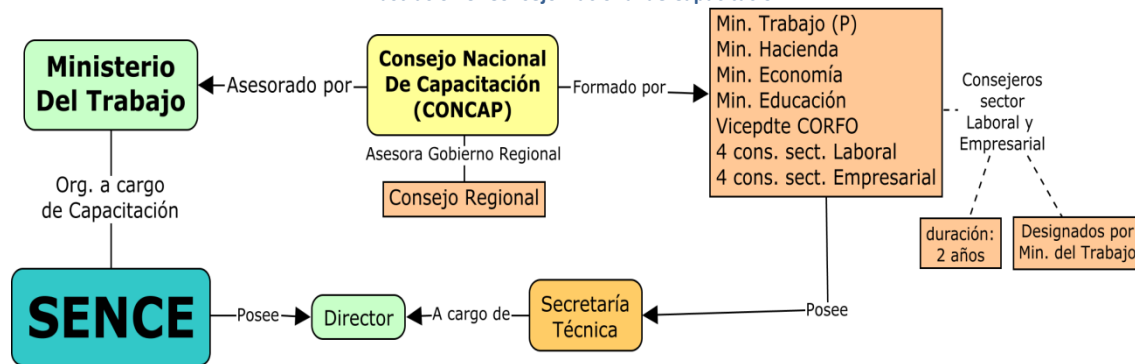 Ministerio
Del Trabajo
Asesorado por
Consejo Nacional
De Capacitación
(CONCAP)
Formado por
Min. Trabajo (P)
Min. Hacienda
Min. Economía
Min. Educación
Vicepdte CORFO
4 cons. sect. Laboral
4 cons. sect. Empresarial
Consejeros
sector
Laboral y
Empresarial
Asesora Gobierno Regional
Consejo Regional
Org. a cargo
de Capacitación
duración:
2 años
Designados por
Min. del Trabajo
SENCE
Posee
Director
A cargo de
Secretaría
Técnica
Posee